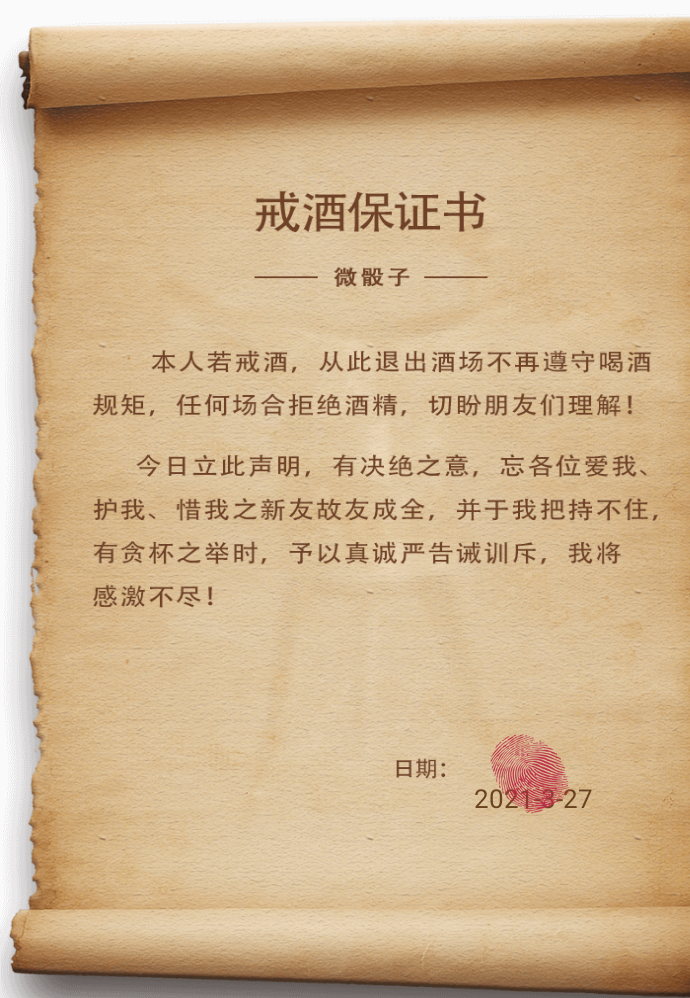 戒酒保证书
微骰子
本人若戒酒，从此退出酒场不再遵守喝酒
规矩，任何场合拒绝酒精，切盼朋友们理解！
今日立此声明，有决绝之意，忘各位爱我、
护我、惜我之新友故友成全，并于我把持不住，
有贪杯之举时，予以真诚严告诫训斥，我将
感激不尽！
日期：
2021-3-27